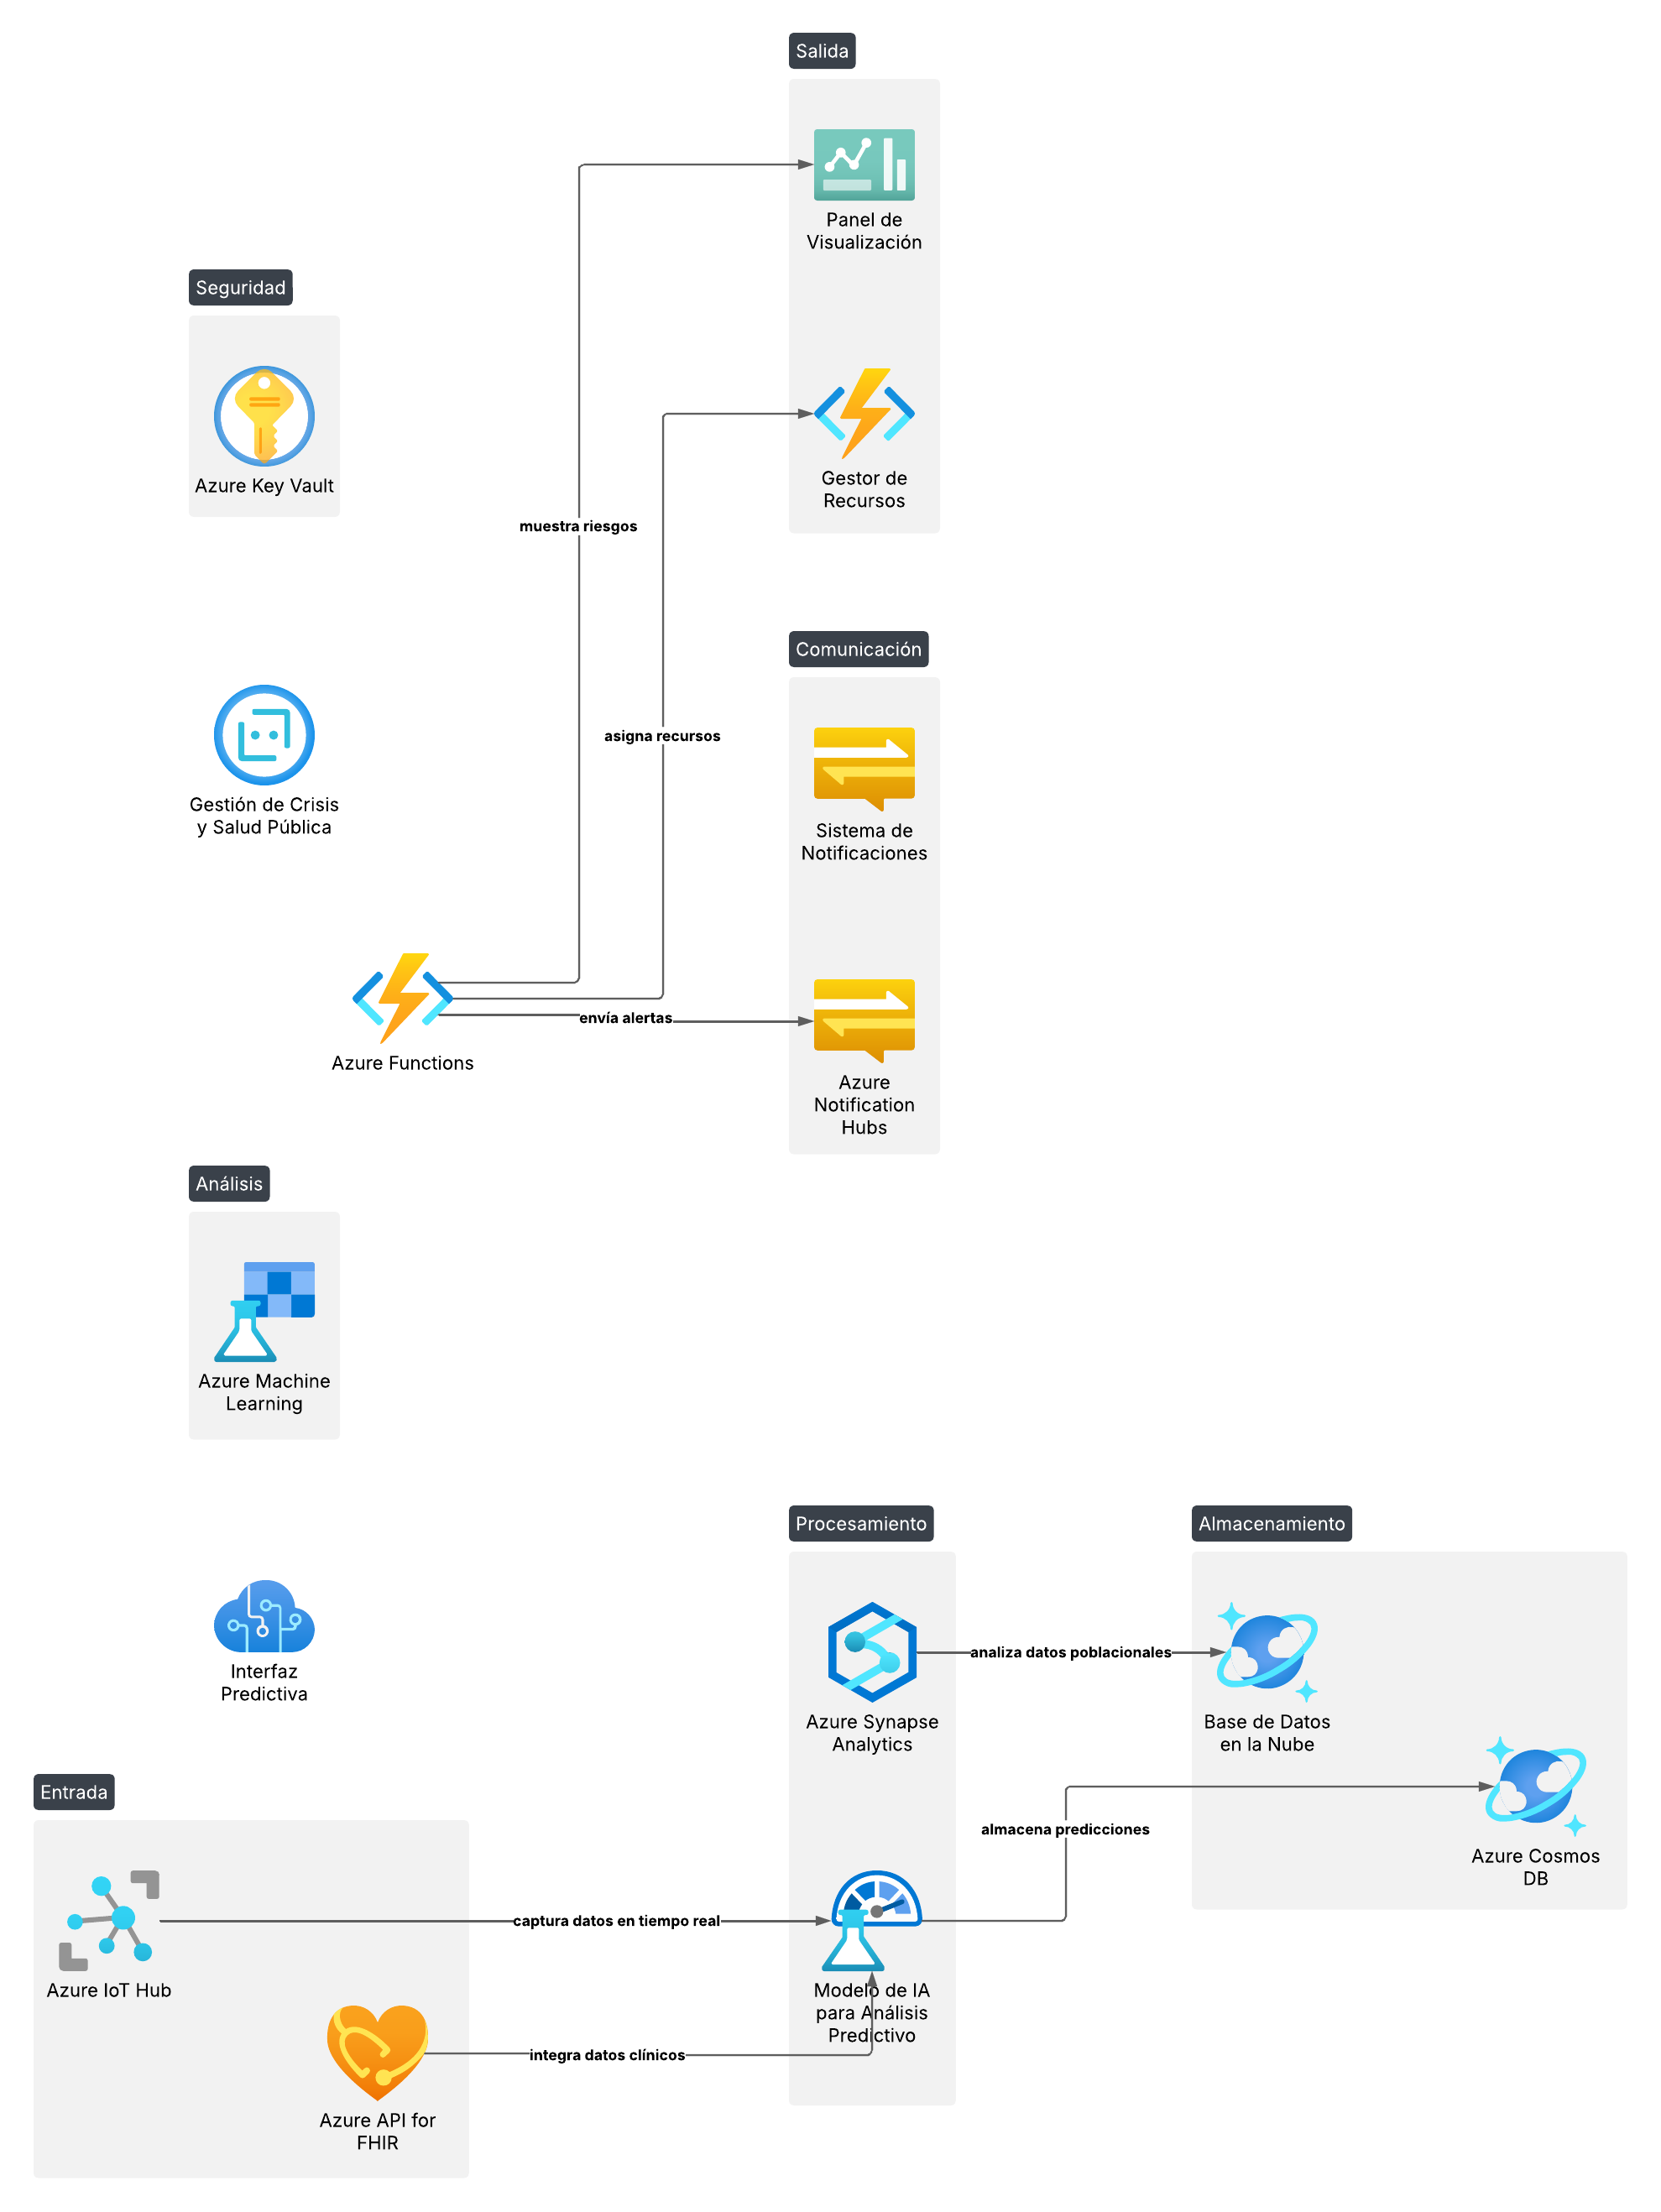 Salida
Panel de
Visualización
Seguridad
Azure Key Vault
Gestor de
Recursos
muestra riesgos
Comunicación
asigna recursos
Gestión de Crisis
y Salud Pública
Sistema de
Notificaciones
envía alertas
Azure Functions
Azure
Notification
Hubs
Análisis
Azure Machine
Learning
Procesamiento
Almacenamiento
Interfaz
Predictiva
analiza datos poblacionales
Azure Synapse
Analytics
Base de Datos
en la Nube
Entrada
almacena predicciones
Azure Cosmos
DB
captura datos en tiempo real
Azure IoT Hub
Modelo de IA
para Análisis
Predictivo
integra datos clínicos
Azure API for
FHIR